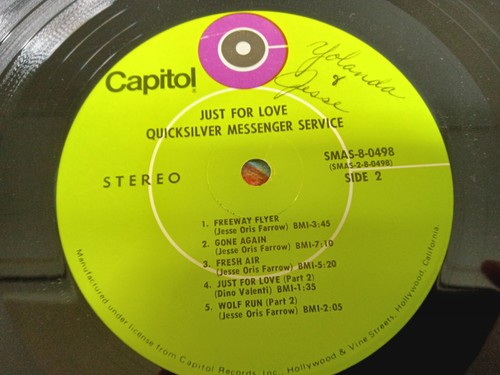 Capitol®
Yolanda
&
Jesse
JUST FOR LOVE
QUICKSILVER MESSENGER SERVICE
STEREO
SMAS-8-0498
(SMAS-2-8-0498)
SIDE 2
1. FREEWAY FLYER
(Jesse Oris Farrow) BMI-3:45
2. GONE AGAIN
(Jesse Oris Farrow) BMI-7:10
3. FRESH AIR
(Jesse Oris Farrow) BMI-5:20
4. JUST FOR LOVE (Part 2)
(Dino Valenti) BMI-1:35
5. WOLF RUN (Part 2)
(Jesse Oris Farrow) BMI-2:05
Manufactured under license from Capitol Records, Inc., Hollywood & Vine Streets, Hollywood, California.